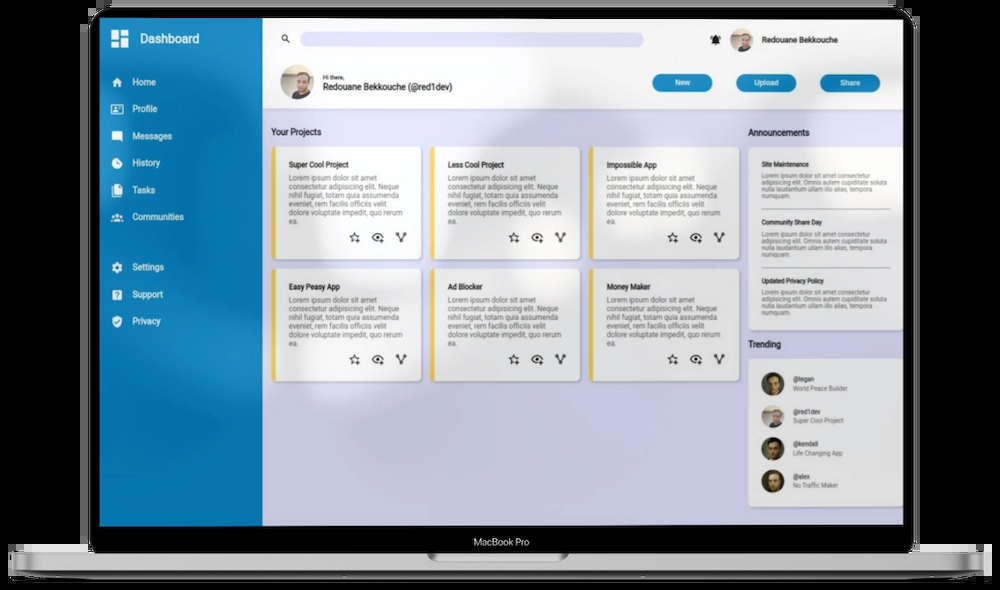 Dashboard
Home
Profile
Messages
History
Tasks
Communities
Settings
Support
Privacy
Redouane Bekkouche
Hi there,
Redouane Bekkouche (@red1dev)
New
Upload
Share
Your Projects
Super Cool Project
Lorem ipsum dolor sit amet
consectetur adipisicing elit. Neque
nihil fugiat, totam quia assumenda
eveniet, rem facilis officiis velit
dolore voluptate impedit, quo rerum
ea.
Less Cool Project
Lorem ipsum dolor sit amet
consectetur adipisicing elit. Neque
nihil fugiat, totam quia assumenda
eveniet, rem facilis officiis velit
dolore voluptate impedit, quo rerum
ea.
Impossible App
Lorem ipsum dolor sit amet
consectetur adipisicing elit. Neque
nihil fugiat, totam quia assumenda
eveniet, rem facilis officiis velit
dolore voluptate impedit, quo rerum
ea.
Easy Peasy App
Lorem ipsum dolor sit amet
consectetur adipisicing elit. Neque
nihil fugiat, totam quia assumenda
eveniet, rem facilis officiis velit
dolore voluptate impedit, quo rerum
ea.
Ad Blocker
Lorem ipsum dolor sit amet
consectetur adipisicing elit. Neque
nihil fugiat, totam quia assumenda
eveniet, rem facilis officiis velit
dolore voluptate impedit, quo rerum
ea.
Money Maker
Lorem ipsum dolor sit amet
consectetur adipisicing elit. Neque
nihil fugiat, totam quia assumenda
eveniet, rem facilis officiis velit
dolore voluptate impedit, quo rerum
ea.
Announcements
Site Maintenance
Lorem ipsum dolor sit amet consectetur
adipisicing elit. Omnis autem cupiditate soluta
nulla laudantium illum amet, fuga, tempora
numquam.
Community Share Day
Lorem ipsum dolor sit amet consectetur
adipisicing elit. Omnis autem cupiditate soluta
nulla laudantium illum amet, fuga, tempora
numquam.
Updated Privacy Policy
Lorem ipsum dolor sit amet consectetur
adipisicing elit. Omnis autem cupiditate soluta
nulla laudantium illum amet, fuga, tempora
numquam.
Trending
@tegan
World Peace Builder
@red1dev
Super Cool Project
@kendall
Life Changing App
@alex
No Traffic Maker
MacBook Pro